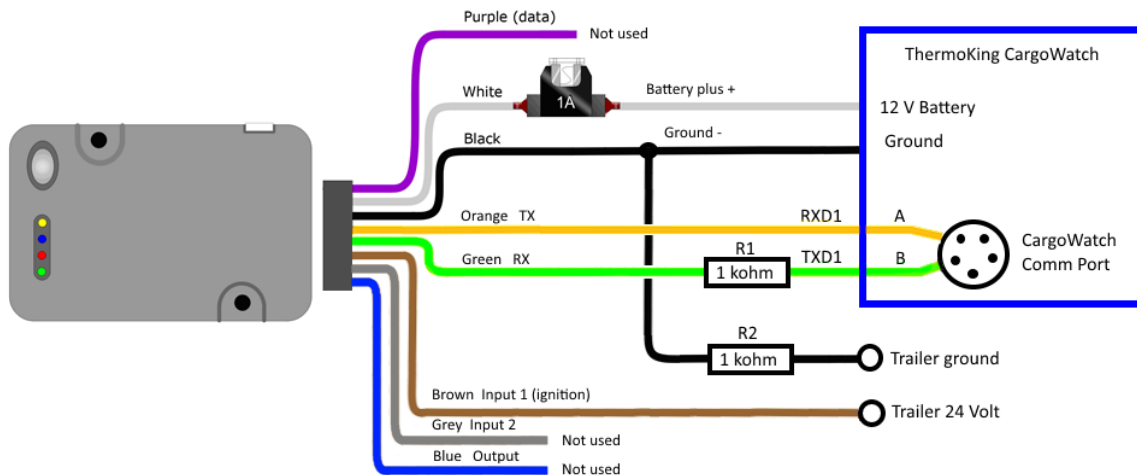 Purple (data)
Not used
ThermoKing CargoWatch
White
1A
Battery plus +
12 V Battery
Black
Ground -
Ground
Orange TX
RXD1
A
Green RX
R1
1 kohm
TXD1
B
CargoWatch
Comm Port
R2
1 kohm
Trailer ground
Brown Input 1 (ignition)
Trailer 24 Volt
Grey Input 2
Not used
Blue Output
Not used